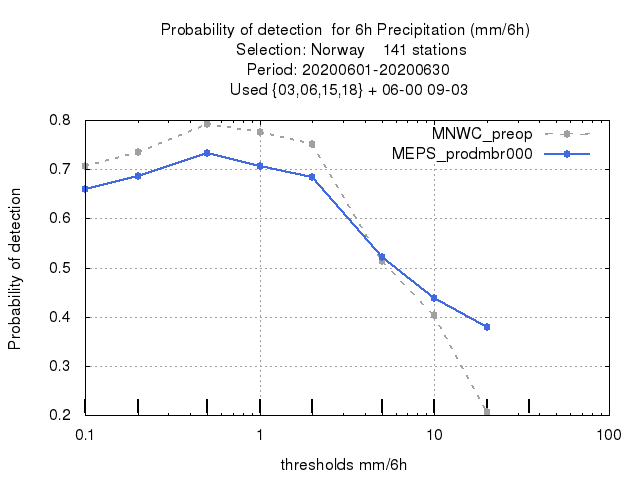 Probability of detection  for 6h Precipitation (mm/6h)
Selection: Norway    141 stations
Period: 20200601-20200630
Used {03,06,15,18} + 06-00 09-03
MNWC_preop
MEPS_prodmbr000
Probability of detection
0.8
0.7
0.6
0.5
0.4
0.3
0.2
0.1 1 10 100
thresholds mm/6h